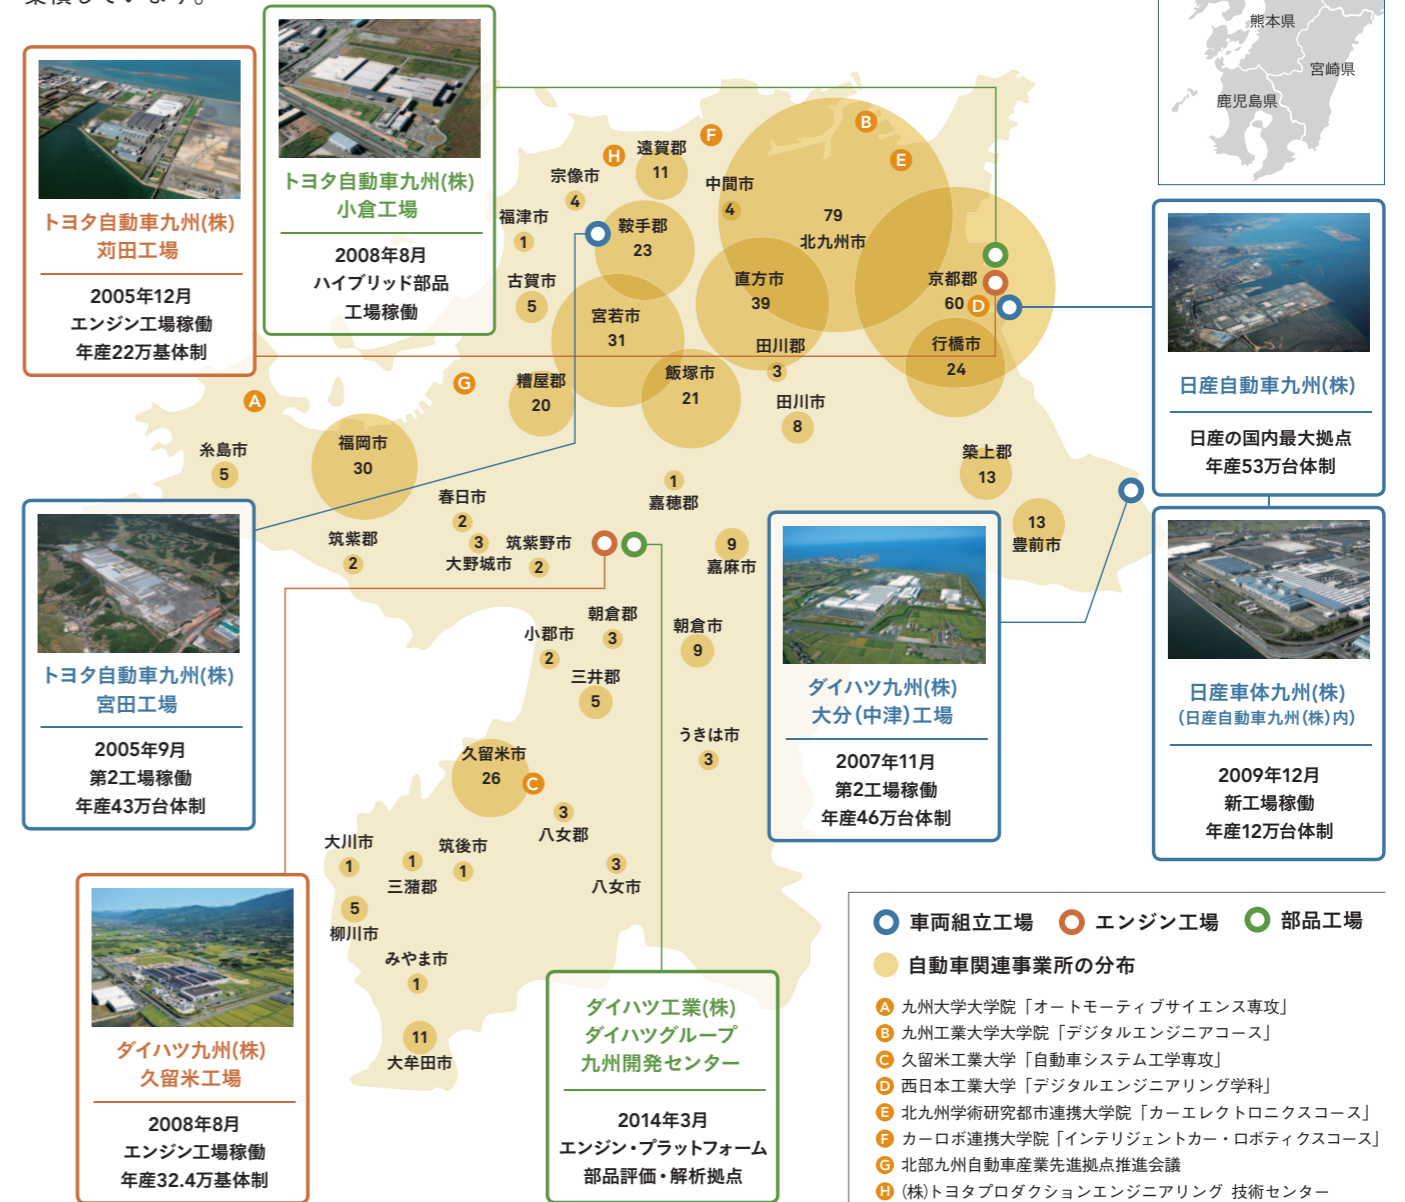 集積しています。
熊本県
宮崎県
鹿児島県
トヨタ自動車九州(株)
苅田工場
2005年12月
エンジン工場稼働
年産22万基体制
トヨタ自動車九州(株)
小倉工場
2008年8月
ハイブリッド部品
工場稼働
日産自動車九州(株)
日産の国内最大拠点
年産53万台体制
トヨタ自動車九州(株)
宮田工場
2005年9月
第2工場稼働
年産43万台体制
ダイハツ九州(株)
大分(中津)工場
2007年11月
第2工場稼働
年産46万台体制
日産車体九州(株)
(日産自動車九州(株)内)
2009年12月
新工場稼働
年産12万台体制
ダイハツ九州(株)
久留米工場
2008年8月
エンジン工場稼働
年産32.4万基体制
ダイハツ工業(株)
ダイハツグループ
九州開発センター
2014年3月
エンジン・プラットフォーム
部品評価・解析拠点
B
F
E
H
遠賀郡
11
宗像市
4
中間市
4
79
北九州市
福津市
1
鞍手郡
23
古賀市
5
直方市
39
京都郡
60
D
宮若市
31
田川郡
3
行橋市
24
飯塚市
21
糟屋郡
20
G
A
田川市
8
糸島市
5
福岡市
30
築上郡
13
1
嘉穂郡
春日市
2
3
大野城市
筑紫郡
2
筑紫野市
2
9
嘉麻市
13
豊前市
朝倉郡
3
小郡市
2
朝倉市
9
三井郡
5
うきは市
3
久留米市
26
C
3
八女郡
大川市
1
1
三潴郡
筑後市
1
3
八女市
5
柳川市
みやま市
1
11
大牟田市
車両組立工場 エンジン工場 部品工場
自動車関連事業所の分布
A 九州大学大学院「オートモーティブサイエンス専攻」
B 九州工業大学大学院「デジタルエンジニアコース」
C 久留米工業大学「自動車システム工学専攻」
D 西日本工業大学「デジタルエンジニアリング学科」
E 北九州学術研究都市連携大学院「カーエレクトロニクスコース」
F カーロボ連携大学院「インテリジェントカー・ロボティクスコース」
G 北部九州自動車産業先進拠点推進会議
H (株)トヨタプロダクションエンジニアリング 技術センター